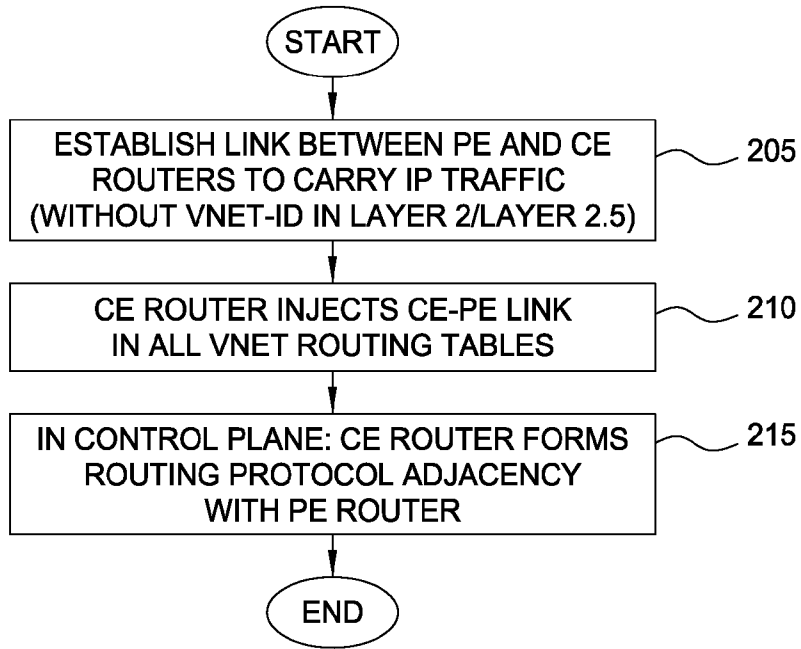 START
ESTABLISH LINK BETWEEN PE AND CE
ROUTERS TO CARRY IP TRAFFIC
(WITHOUT VNET-ID IN LAYER 2/LAYER 2.5)
205
CE ROUTER INJECTS CE-PE LINK
IN ALL VNET ROUTING TABLES
210
IN CONTROL PLANE: CE ROUTER FORMS
ROUTING PROTOCOL ADJACENCY
WITH PE ROUTER
215
END